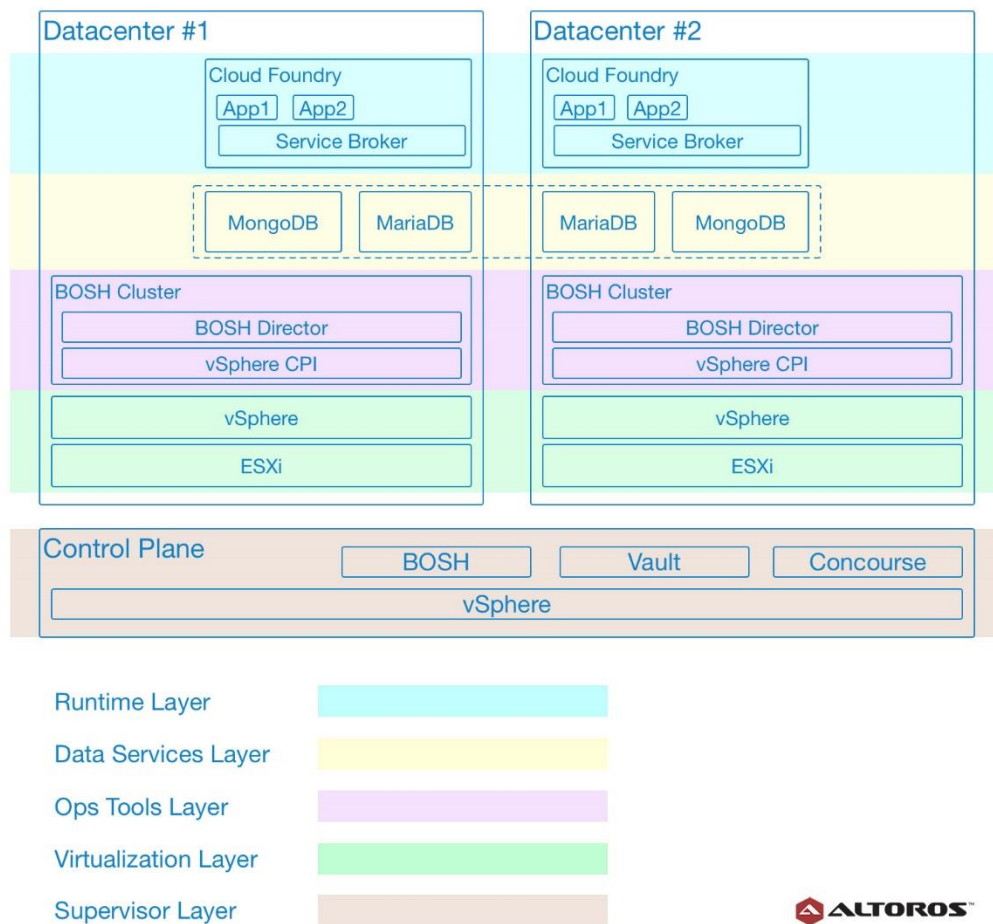 Datacenter #1
Cloud Foundry
App1 App2
Service Broker
MongoDB MariaDB
BOSH Cluster
BOSH Director
vSphere CPI
vSphere
ESXi
Datacenter #2
Cloud Foundry
App1 App2
Service Broker
MariaDB MongoDB
BOSH Cluster
BOSH Director
vSphere CPI
vSphere
ESXi
Control Plane
BOSH Vault Concourse
vSphere
Runtime Layer
Data Services Layer
Ops Tools Layer
Virtualization Layer
Supervisor Layer
ALTOROS